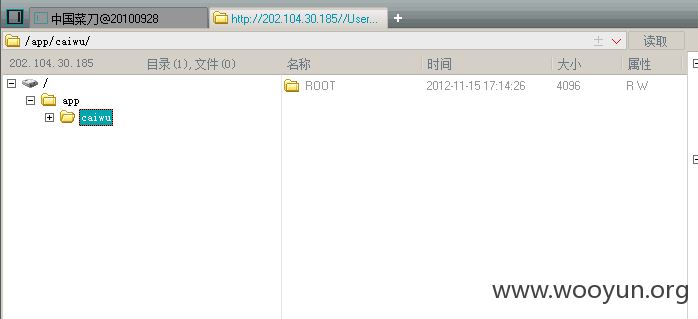 中国菜刀@20100928
http://202.104.30.185//User...
/app/caiwu/
读取
202.104.30.185 目录(1),文件(0) 名称 时间 大小 属性
/
app
caiwu
ROOT 2012-11-15 17:14:26 4096 R W
www.wooyun.org